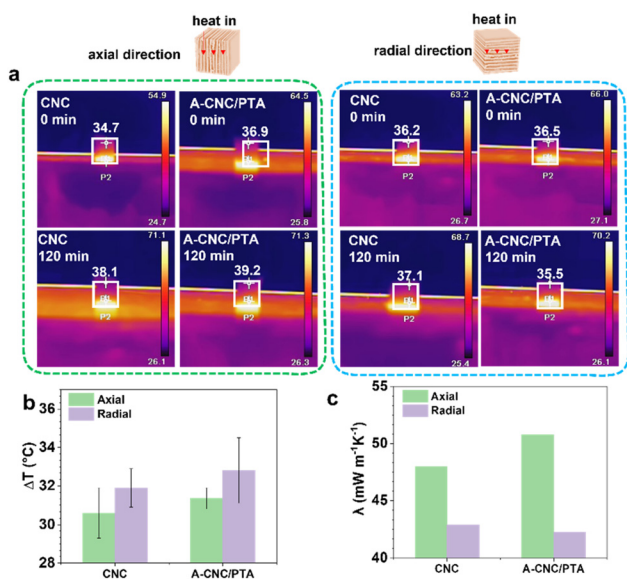 heat in
axial direction
heat in
radial direction
a
CNC
0 min
34.7
P2
54.9
24.7
A-CNC/PTA
0 min
36.9
P2
64.5
25.8
CNC
0 min
36.2
P2
63.2
26.7
A-CNC/PTA
0 min
36.5
P2
66.0
27.1
CNC
120 min
38.1
P2
71.1
26.1
A-CNC/PTA
120 min
39.2
P2
71.3
26.3
CNC
120 min
37.1
P2
68.7
25.4
A-CNC/PTA
120 min
35.5
P2
70.2
26.1
b
Axial
Radial
ΔT (°C)
36
34
32
30
28
CNC
A-CNC/PTA
c
Axial
Radial
λ (mW m⁻¹K⁻¹)
55
50
45
40
CNC
A-CNC/PTA